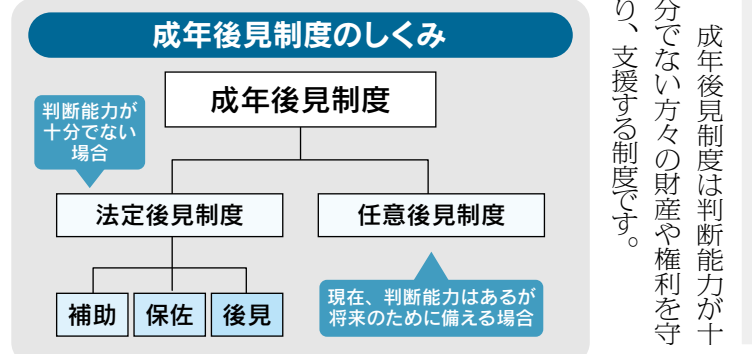 成年後見制度のしくみ
成年後見制度
判断能力が
十分でない
場合
法定後見制度
任意後見制度
補助
保佐
後見
現在、判断能力はあるが
将来のために備える場合
成年後見制度は判断能力が十
分でない方々の財産や権利を守
り、支援する制度です。